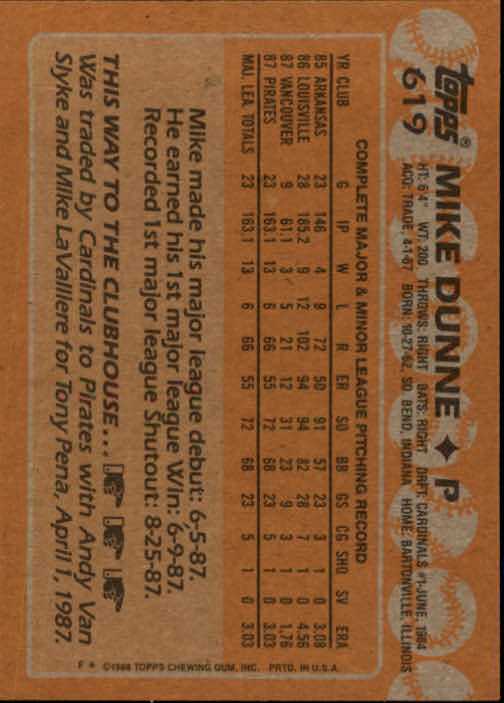 topps® MIKE DUNNE ✦ P
619
HT: 6'4" WT: 200 THROWS: RIGHT BATS: RIGHT DRFT: CARDINALS #1-JUNE, 1984
ACQ: TRADE, 4-1-87 BORN: 10-27-62, SO. BEND, INDIANA HOME: BARTONVILLE, ILLINOIS
COMPLETE MAJOR & MINOR LEAGUE PITCHING RECORD
YR CLUB G IP W L R ER SO BB GS CG SHO SV ERA
85 ARKANSAS 23 146 4 9 72 50 91 57 23 3 1 0 3.08
86 LOUISVILLE 28 185.2 9 12 102 94 94 82 28 7 1 0 4.56
87 VANCOUVER 9 61.1 3 5 21 12 31 23 9 3 1 0 1.76
87 PIRATES 23 163.1 13 6 66 55 72 68 23 5 1 0 3.03
MAJ. LEA. TOTALS 23 163.1 13 6 66 55 72 68 23 5 1 0 3.03
Mike made his major league debut: 6-5-87.
He earned his 1st major league Win: 6-9-87.
Recorded 1st major league Shutout: 8-25-87.
THIS WAY TO THE CLUBHOUSE...
Was traded by Cardinals to Pirates with Andy Van
Slyke and Mike LaValliere for Tony Pena, April 1, 1987.
F * ©1988 TOPPS CHEWING GUM, INC. PRTD. IN U.S.A.